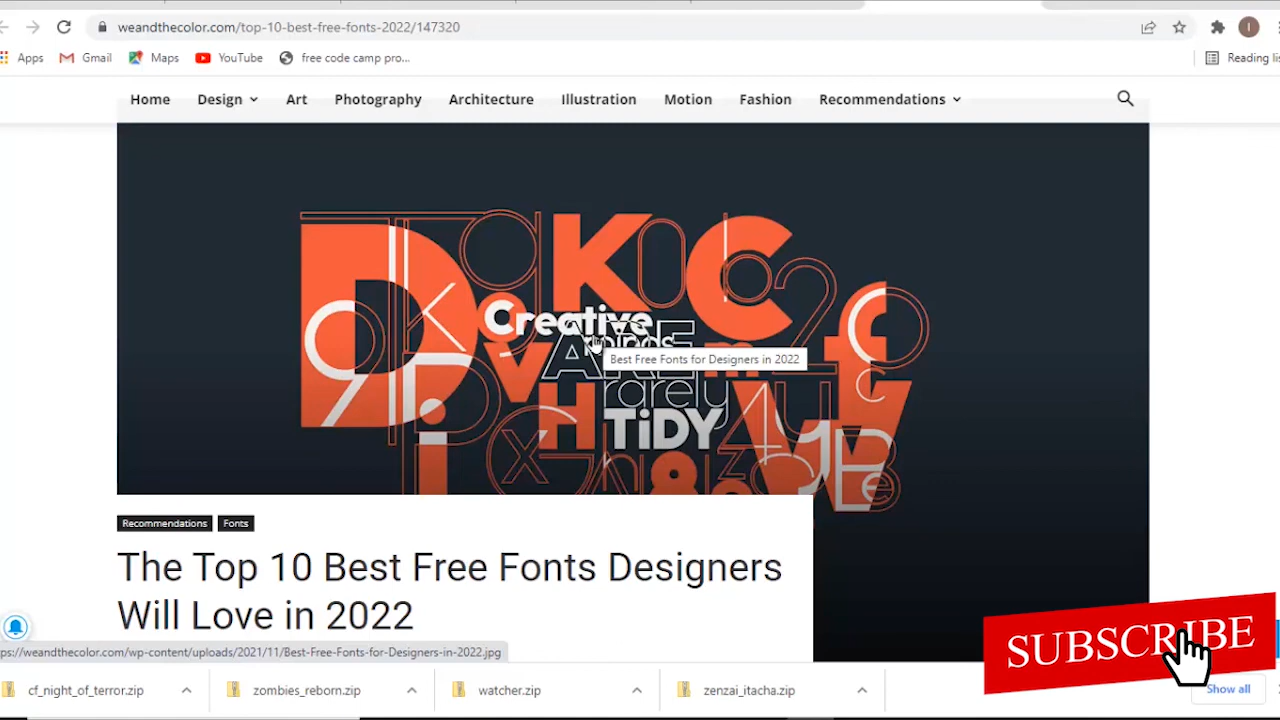 weandthecolor.com/top-10-best-free-fonts-2022/147320
I
Apps Gmail Maps YouTube free code camp pro... Reading lis
Home Design Art Photography Architecture Illustration Motion Fashion Recommendations
K C
Creative
minds
ARE
Best Free Fonts for Designers in 2022
rarely
TiDY
Recommendations Fonts
The Top 10 Best Free Fonts Designers
Will Love in 2022
ps://weandthecolor.com/wp-content/uploads/2021/11/Best-Free-Fonts-for-Designers-in-2022.jpg
SUBSCRIBE
cf_night_of_terror.zip zombies_reborn.zip watcher.zip zenzai_itacha.zip Show all